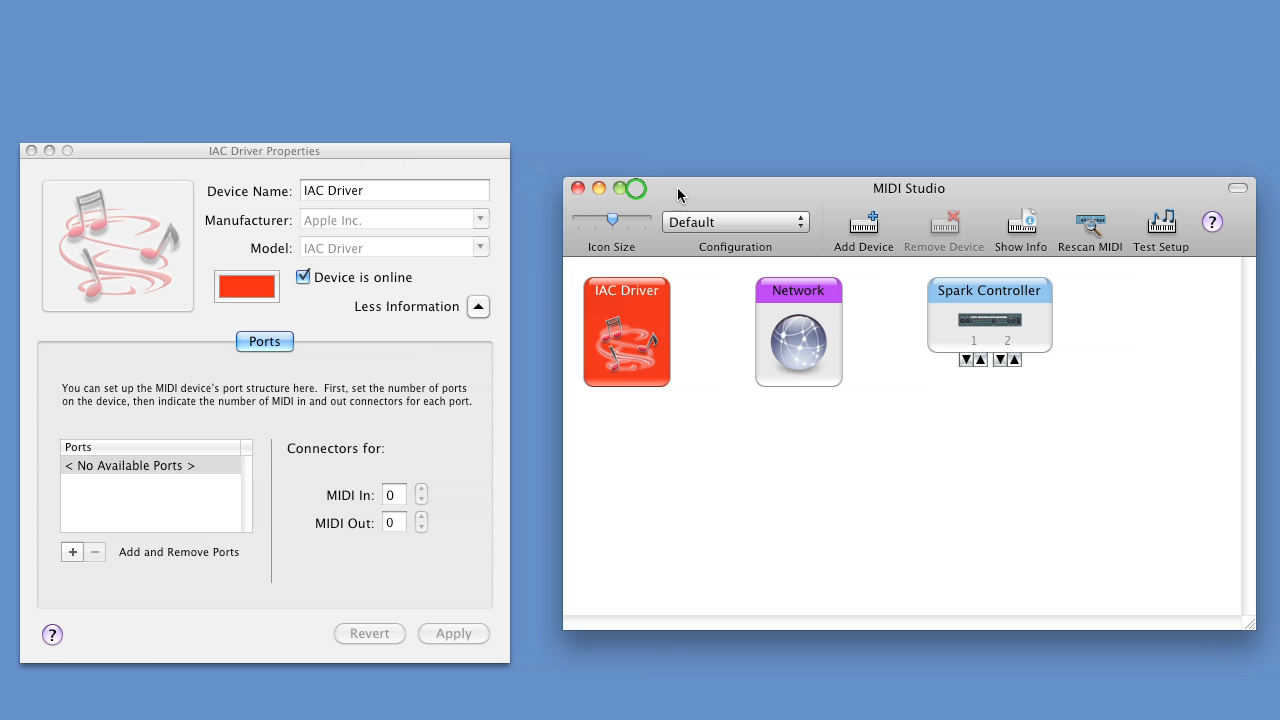 IAC Driver Properties
Device Name: IAC Driver
Manufacturer: Apple Inc.
Model: IAC Driver
Device is online
Less Information
Ports
You can set up the MIDI device's port structure here. First, set the number of ports
on the device, then indicate the number of MIDI in and out connectors for each port.
Ports
< No Available Ports >
Connectors for:
MIDI In: 0
MIDI Out: 0
+ − Add and Remove Ports
? Revert Apply
MIDI Studio
Default
?
Icon Size Configuration Add Device Remove Device Show Info Rescan MIDI Test Setup
IAC Driver Network Spark Controller
1 2